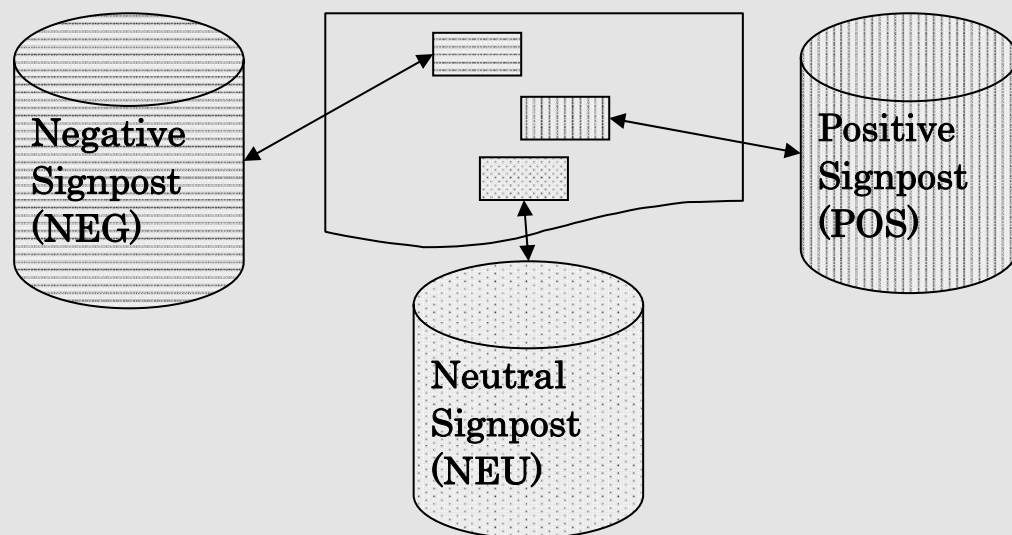 Negative
Signpost
(NEG)
Positive
Signpost
(POS)
Neutral
Signpost
(NEU)